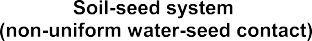 Soil-seed system
(non-uniform water-seed contact)